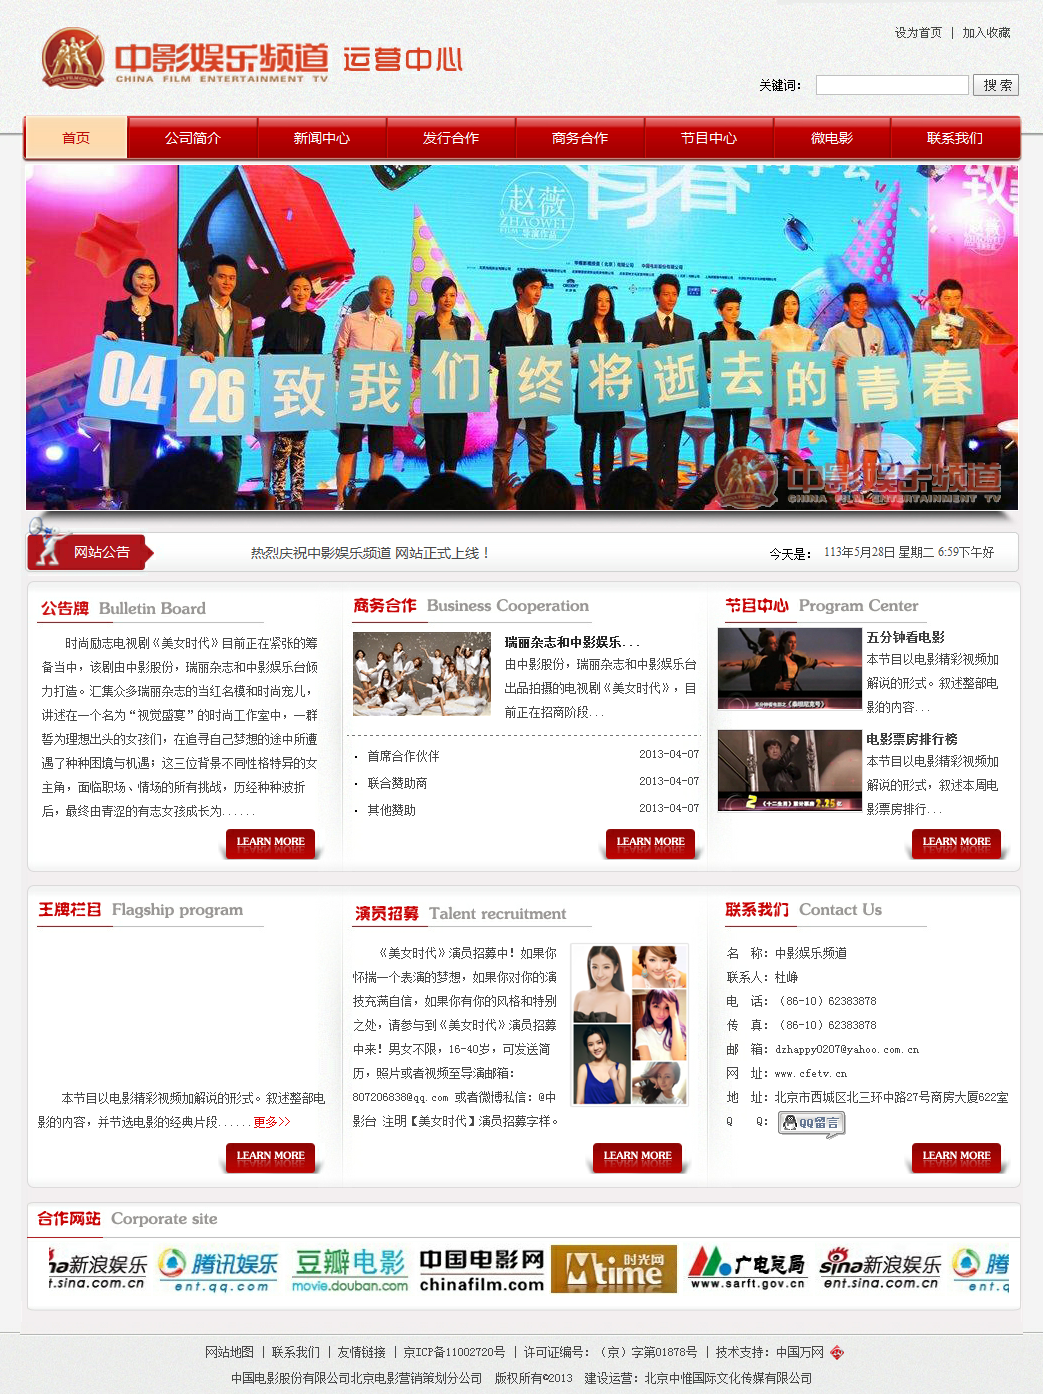 设为首页 | 加入收藏
中影娱乐频道 运营中心
CHINA FILM ENTERTAINMENT TV
关键词： 搜 索
首页 公司简介 新闻中心 发行合作 商务合作 节目中心 微电影 联系我们
赵薇
ZHAOWEI
FILM 导演作品
致青春
04 26 致我们终将逝去的青春
中影娱乐频道
CHINA FILM ENTERTAINMENT TV
网站公告 热烈庆祝中影娱乐频道 网站正式上线！ 今天是： 113年5月28日 星期二 6:59下午好
公告牌 Bulletin Board
时尚励志电视剧《美女时代》目前正在紧张的筹
备当中，该剧由中影股份，瑞丽杂志和中影娱乐台倾
力打造。汇集众多瑞丽杂志的当红名模和时尚宠儿，
讲述在一个名为“视觉盛宴”的时尚工作室中，一群
誓为理想出头的女孩们，在追寻自己梦想的途中所遭
遇了种种困境与机遇；这三位背景不同性格特异的女
主角，面临职场、情场的所有挑战，历经种种波折
后，最终由青涩的有志女孩成长为......
LEARN MORE
商务合作 Business Cooperation
瑞丽杂志和中影娱乐...
由中影股份，瑞丽杂志和中影娱乐台
出品拍摄的电视剧《美女时代》，目
前正在招商阶段...
· 首席合作伙伴 2013-04-07
· 联合赞助商 2013-04-07
· 其他赞助 2013-04-07
LEARN MORE
节目中心 Program Center
五分钟看电影
本节目以电影精彩视频加
解说的形式。叙述整部电
影的内容...
五分钟看电影之《泰坦尼克号》
电影票房排行榜
本节目以电影精彩视频加
解说的形式，叙述本周电
影票房排行...
2 《十二生肖》累计票房2.25亿
LEARN MORE
王牌栏目 Flagship program
本节目以电影精彩视频加解说的形式。叙述整部电
影的内容，并节选电影的经典片段......更多>>
LEARN MORE
演员招募 Talent recruitment
《美女时代》演员招募中！如果你
怀揣一个表演的梦想，如果你对你的演
技充满自信，如果你有你的风格和特别
之处，请参与到《美女时代》演员招募
中来！男女不限，16-40岁，可发送简
历，照片或者视频至导演邮箱：
807206838@qq.com 或者微博私信：@中
影台 注明【美女时代】演员招募字样。
LEARN MORE
联系我们 Contact Us
名 称：中影娱乐频道
联系人：杜峥
电 话：（86-10）62383878
传 真：（86-10）62383878
邮 箱：dzhappy0207@yahoo.com.cn
网 址：www.cfetv.cn
地 址：北京市西城区北三环中路27号商房大厦622室
Q Q： QQ留言
LEARN MORE
合作网站 Corporate site
ina新浪娱乐 腾讯娱乐 豆瓣电影 中国电影网 Mtime时光网 广电总局 sina新浪娱乐 腾
t.sina.com.cn ent.qq.com movie.douban.com chinafilm.com www.sarft.gov.cn ent.sina.com.cn ent.q
网站地图 | 联系我们 | 友情链接 | 京ICP备11002720号 | 许可证编号：（京）字第01878号 | 技术支持：中国万网
中国电影股份有限公司北京电影营销策划分公司 版权所有©2013 建设运营：北京中惟国际文化传媒有限公司